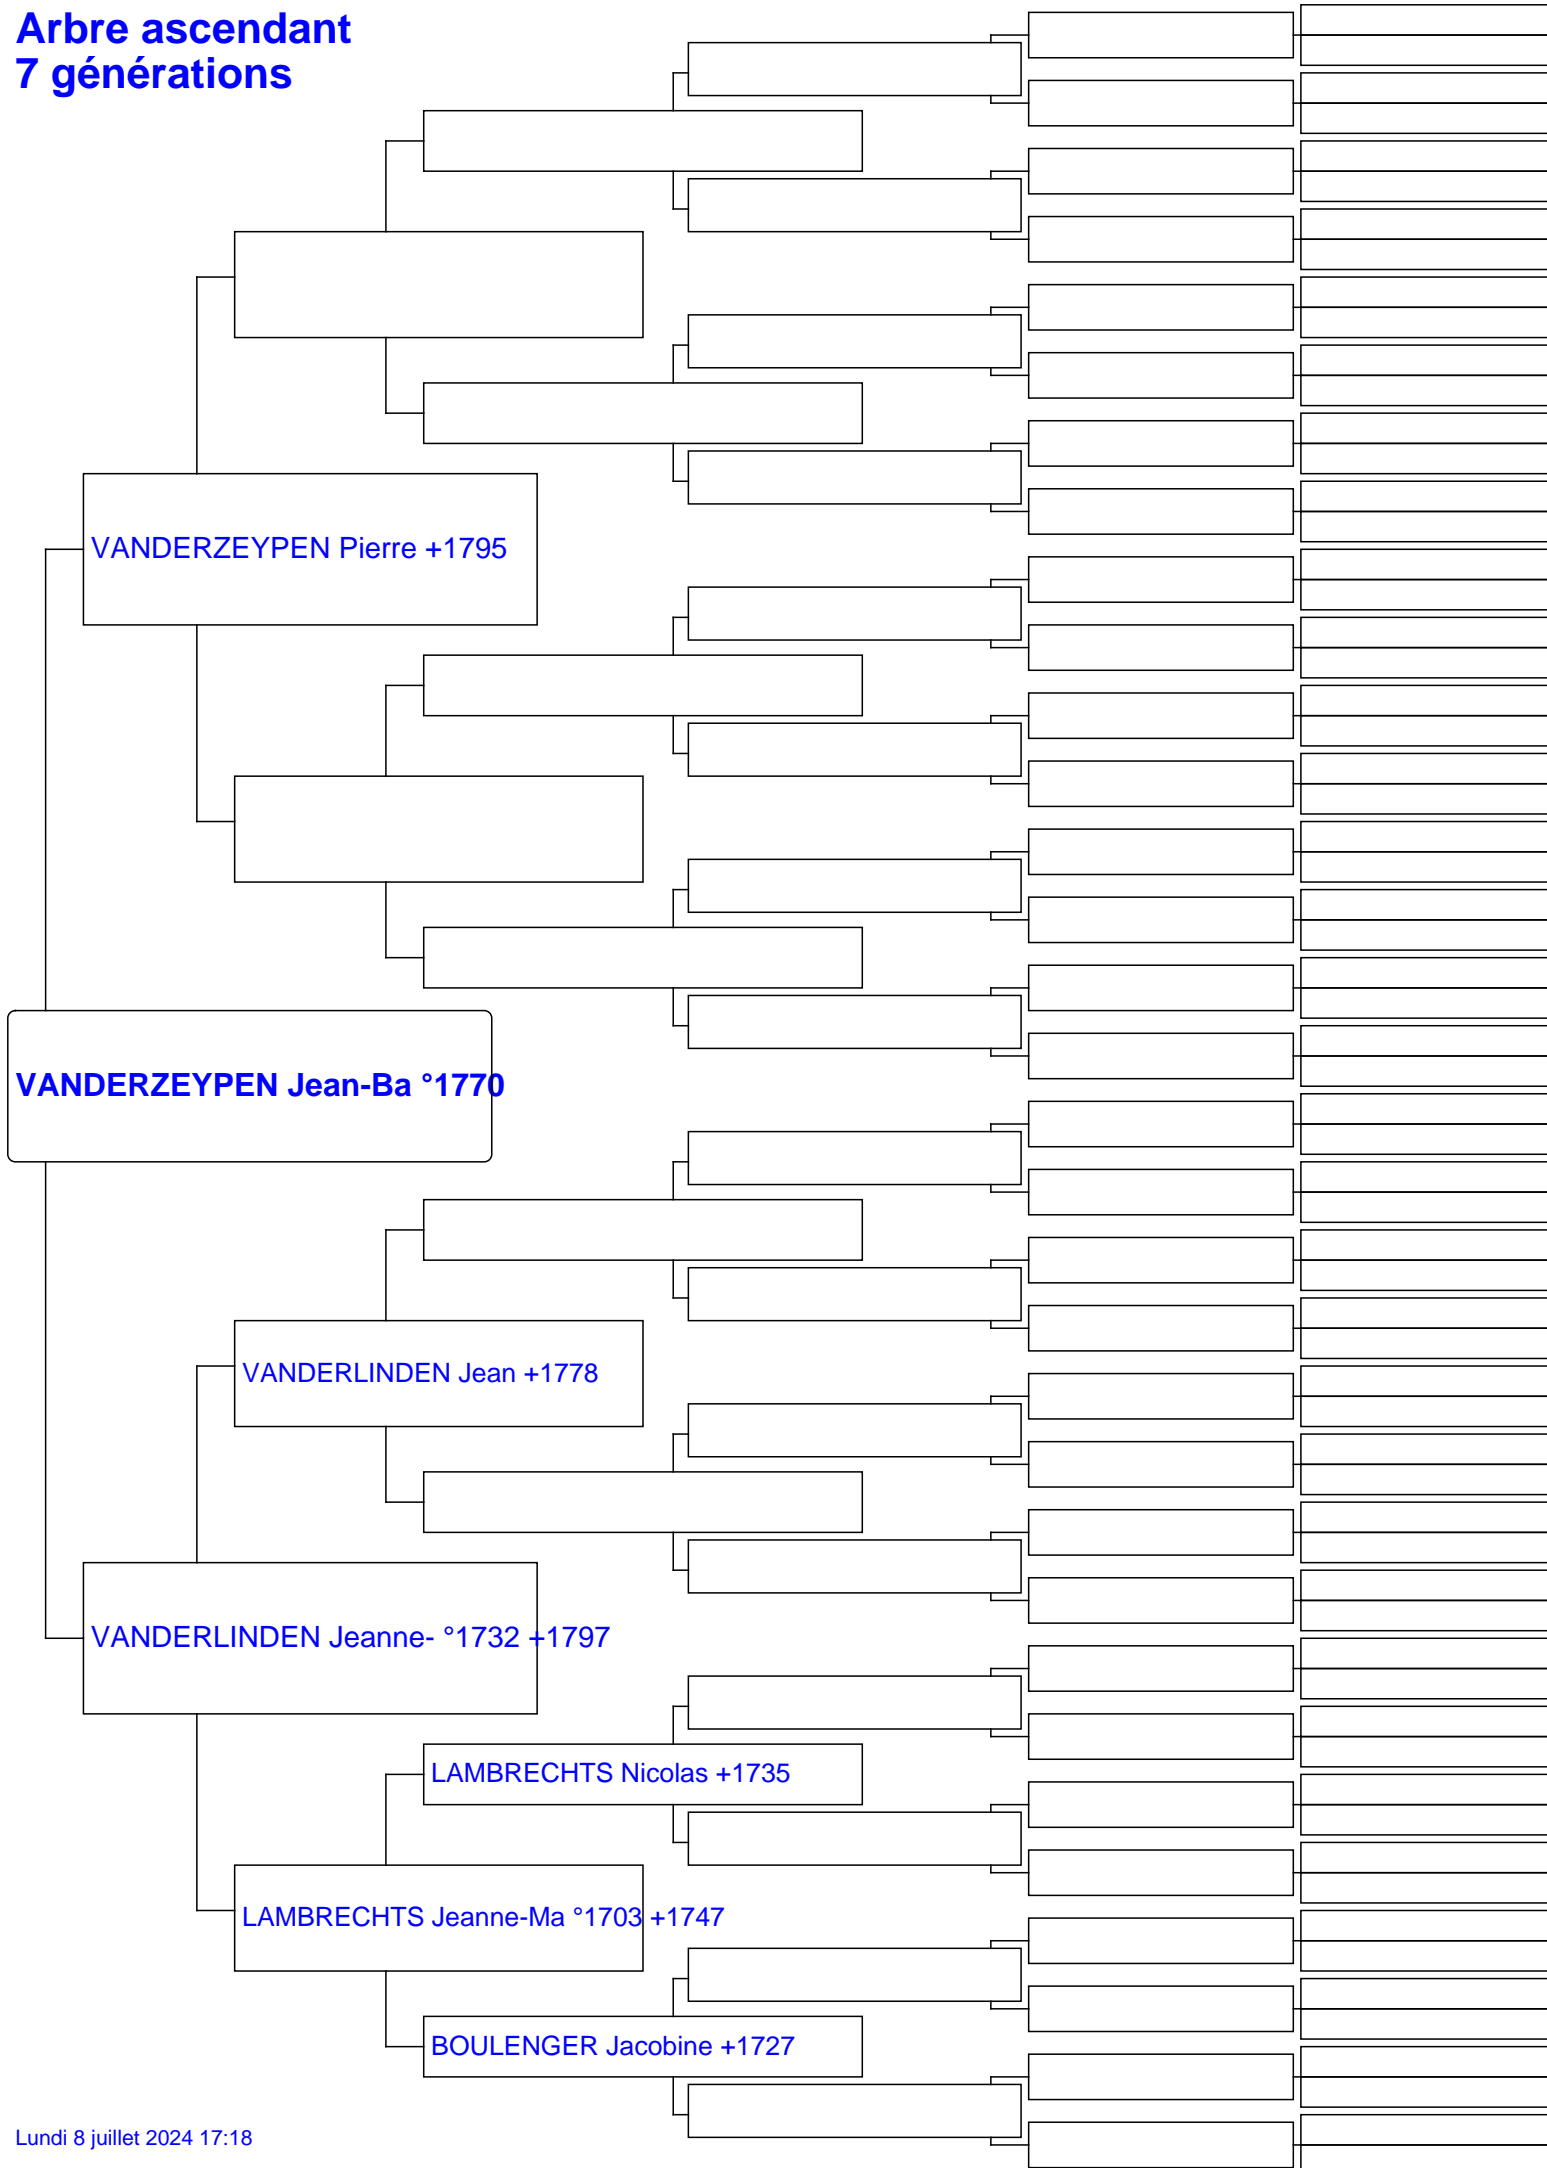 Arbre ascendant
7 générations
VANDERZEYPEN Pierre +1795
VANDERZEYPEN Jean-Ba °1770
VANDERLINDEN Jean +1778
VANDERLINDEN Jeanne- °1732 +1797
LAMBRECHTS Nicolas +1735
LAMBRECHTS Jeanne-Ma °1703 +1747
BOULENGER Jacobine +1727
Lundi 8 juillet 2024 17:18